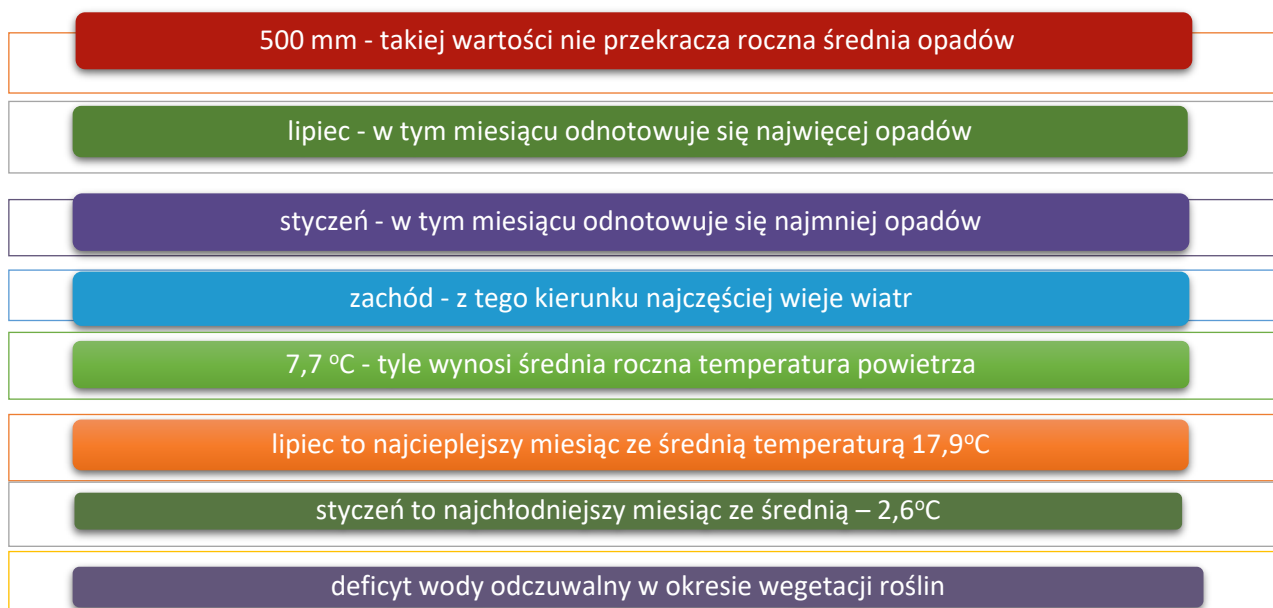 500 mm - takiej wartości nie przekracza roczna średnia opadów
lipiec - w tym miesiącu odnotowuje się najwięcej opadów
styczeń - w tym miesiącu odnotowuje się najmniej opadów
zachód - z tego kierunku najczęściej wieje wiatr
7,7 ºC - tyle wynosi średnia roczna temperatura powietrza
lipiec to najcieplejszy miesiąc ze średnią temperaturą 17,9ºC
styczeń to najchłodniejszy miesiąc ze średnią – 2,6ºC
deficyt wody odczuwalny w okresie wegetacji roślin